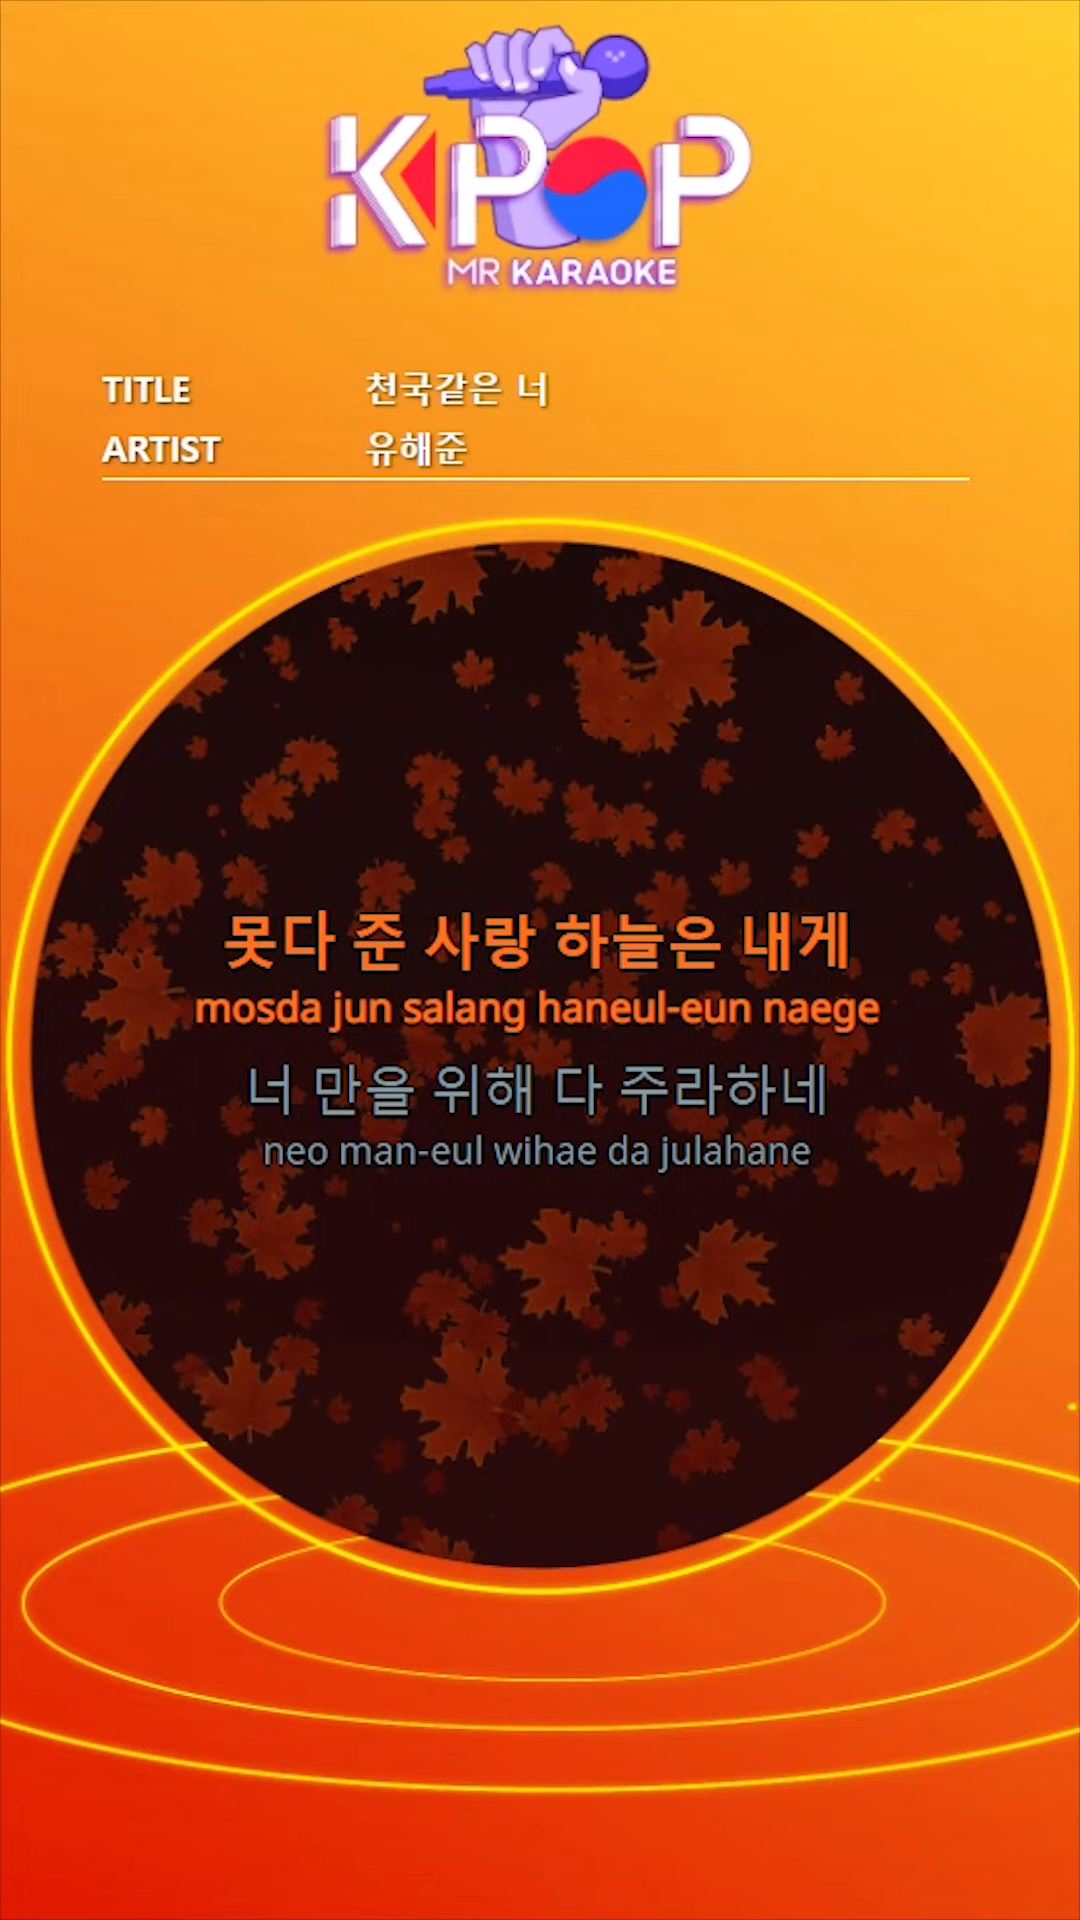 KPOP
MR KARAOKE
TITLE 천국같은 너
ARTIST 유해준
못다 준 사랑 하늘은 내게
mosda jun salang haneul-eun naege
너 만을 위해 다 주라하네
neo man-eul wihae da julahane